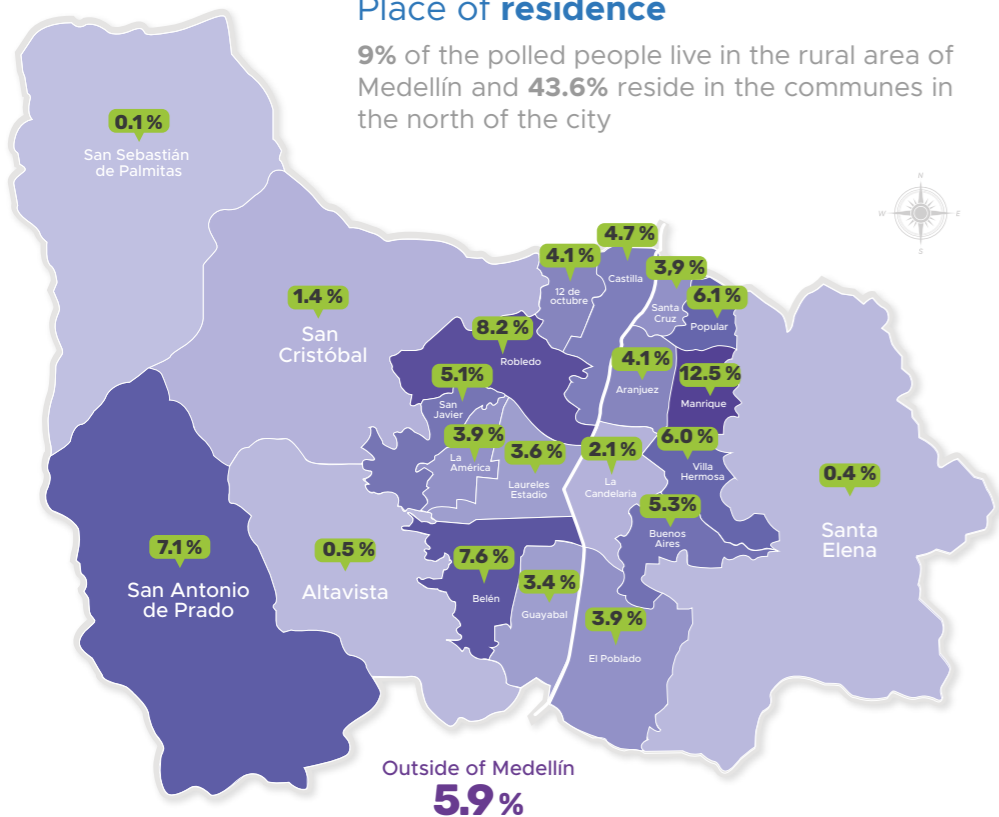 Place of residence
9% of the polled people live in the rural area of
Medellín and 43.6% reside in the communes in
the north of the city
N
W
E
S
0.1 %
San Sebastián
de Palmitas
1.4 %
San
Cristóbal
4.1 %
12 de
octubre
4.7 %
Castilla
3,9 %
Santa
Cruz
6.1 %
Popular
8.2 %
Robledo
4.1 %
Aranjuez
12.5 %
Manrique
5.1%
San
Javier
3.9 %
La
América
3.6 %
Laureles
Estadio
2.1 %
La
Candelaria
6.0 %
Villa
Hermosa
0.4 %
Santa
Elena
5.3%
Buenos
Aires
7.1 %
San Antonio
de Prado
0.5 %
Altavista
7.6 %
Belén
3.4 %
Guayabal
3.9 %
El Poblado
Outside of Medellín
5.9 %